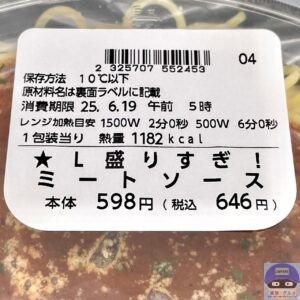 04
2 325707 552453
保存方法 10℃以下
原材料名は裏面ラベルに記載
消費期限 25. 6.19 午前 5時
レンジ加熱目安 1500W 2分0秒 500W 6分0秒
1包装当り 熱量 1182kcal
★L盛りすぎ!
ミートソース
本体 598円 (税込 646円)